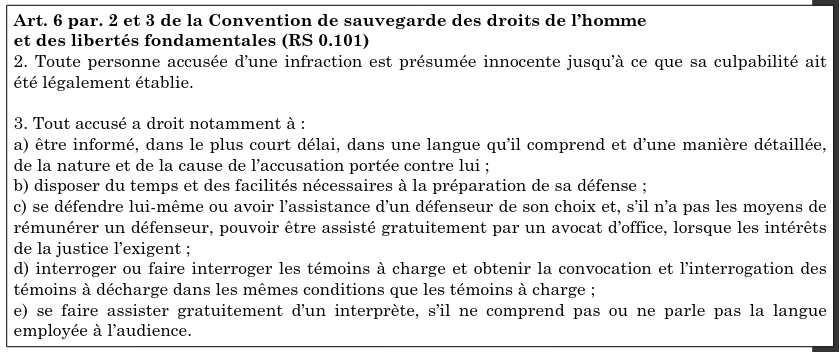 Art. 6 par. 2 et 3 de la Convention de sauvegarde des droits de l'homme
et des libertés fondamentales (RS 0.101)
2. Toute personne accusée d'une infraction est présumée innocente jusqu'à ce que sa culpabilité ait
été légalement établie.
3. Tout accusé a droit notamment à :
a) être informé, dans le plus court délai, dans une langue qu'il comprend et d'une manière détaillée,
de la nature et de la cause de l'accusation portée contre lui ;
b) disposer du temps et des facilités nécessaires à la préparation de sa défense ;
c) se défendre lui-même ou avoir l'assistance d'un défenseur de son choix et, s'il n'a pas les moyens de
rémunérer un défenseur, pouvoir être assisté gratuitement par un avocat d'office, lorsque les intérêts
de la justice l'exigent ;
d) interroger ou faire interroger les témoins à charge et obtenir la convocation et l'interrogation des
témoins à décharge dans les mêmes conditions que les témoins à charge ;
e) se faire assister gratuitement d'un interprète, s'il ne comprend pas ou ne parle pas la langue
employée à l'audience.